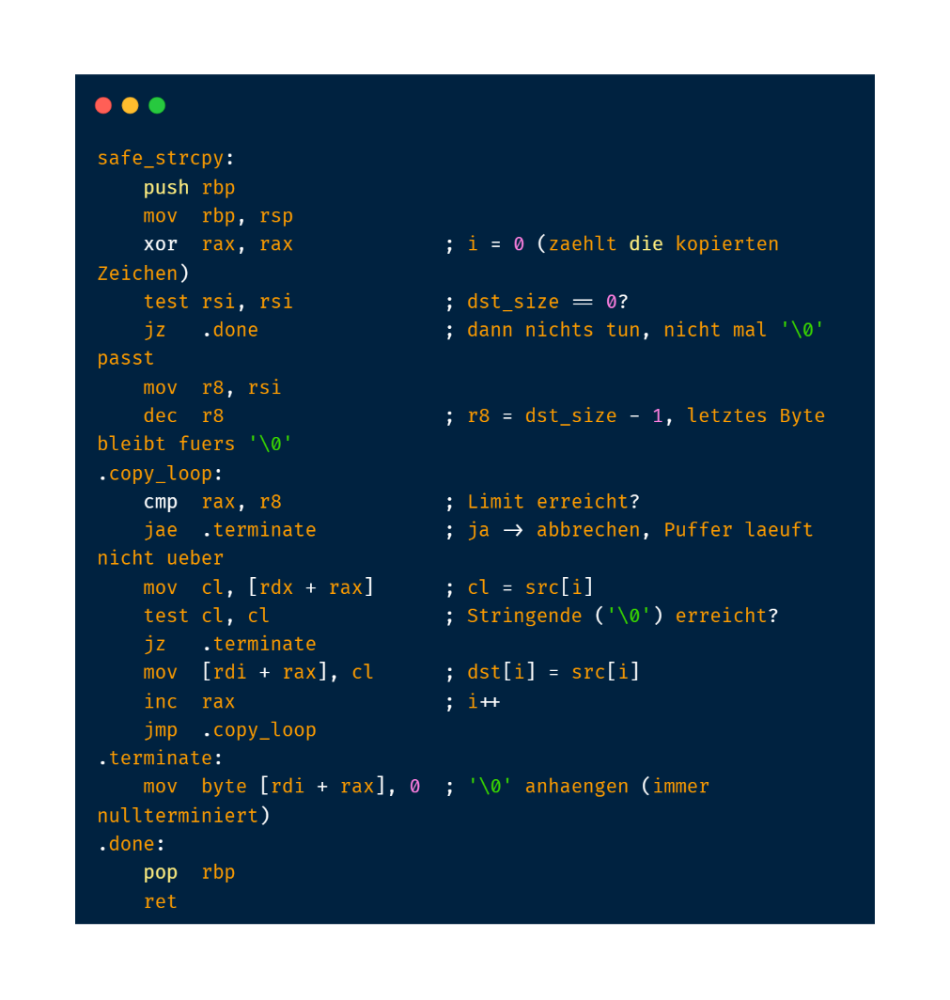 safe_strcpy:
    push rbp
    mov  rbp, rsp
    xor  rax, rax             ; i = 0 (zaehlt die kopierten
Zeichen)
    test rsi, rsi             ; dst_size == 0?
    jz   .done                ; dann nichts tun, nicht mal '\0'
passt
    mov  r8, rsi
    dec  r8                   ; r8 = dst_size - 1, letztes Byte
bleibt fuers '\0'
.copy_loop:
    cmp  rax, r8              ; Limit erreicht?
    jae  .terminate           ; ja -> abbrechen, Puffer laeuft
nicht ueber
    mov  cl, [rdx + rax]      ; cl = src[i]
    test cl, cl               ; Stringende ('\0') erreicht?
    jz   .terminate
    mov  [rdi + rax], cl      ; dst[i] = src[i]
    inc  rax                  ; i++
    jmp  .copy_loop
.terminate:
    mov  byte [rdi + rax], 0  ; '\0' anhaengen (immer
nullterminiert)
.done:
    pop  rbp
    ret